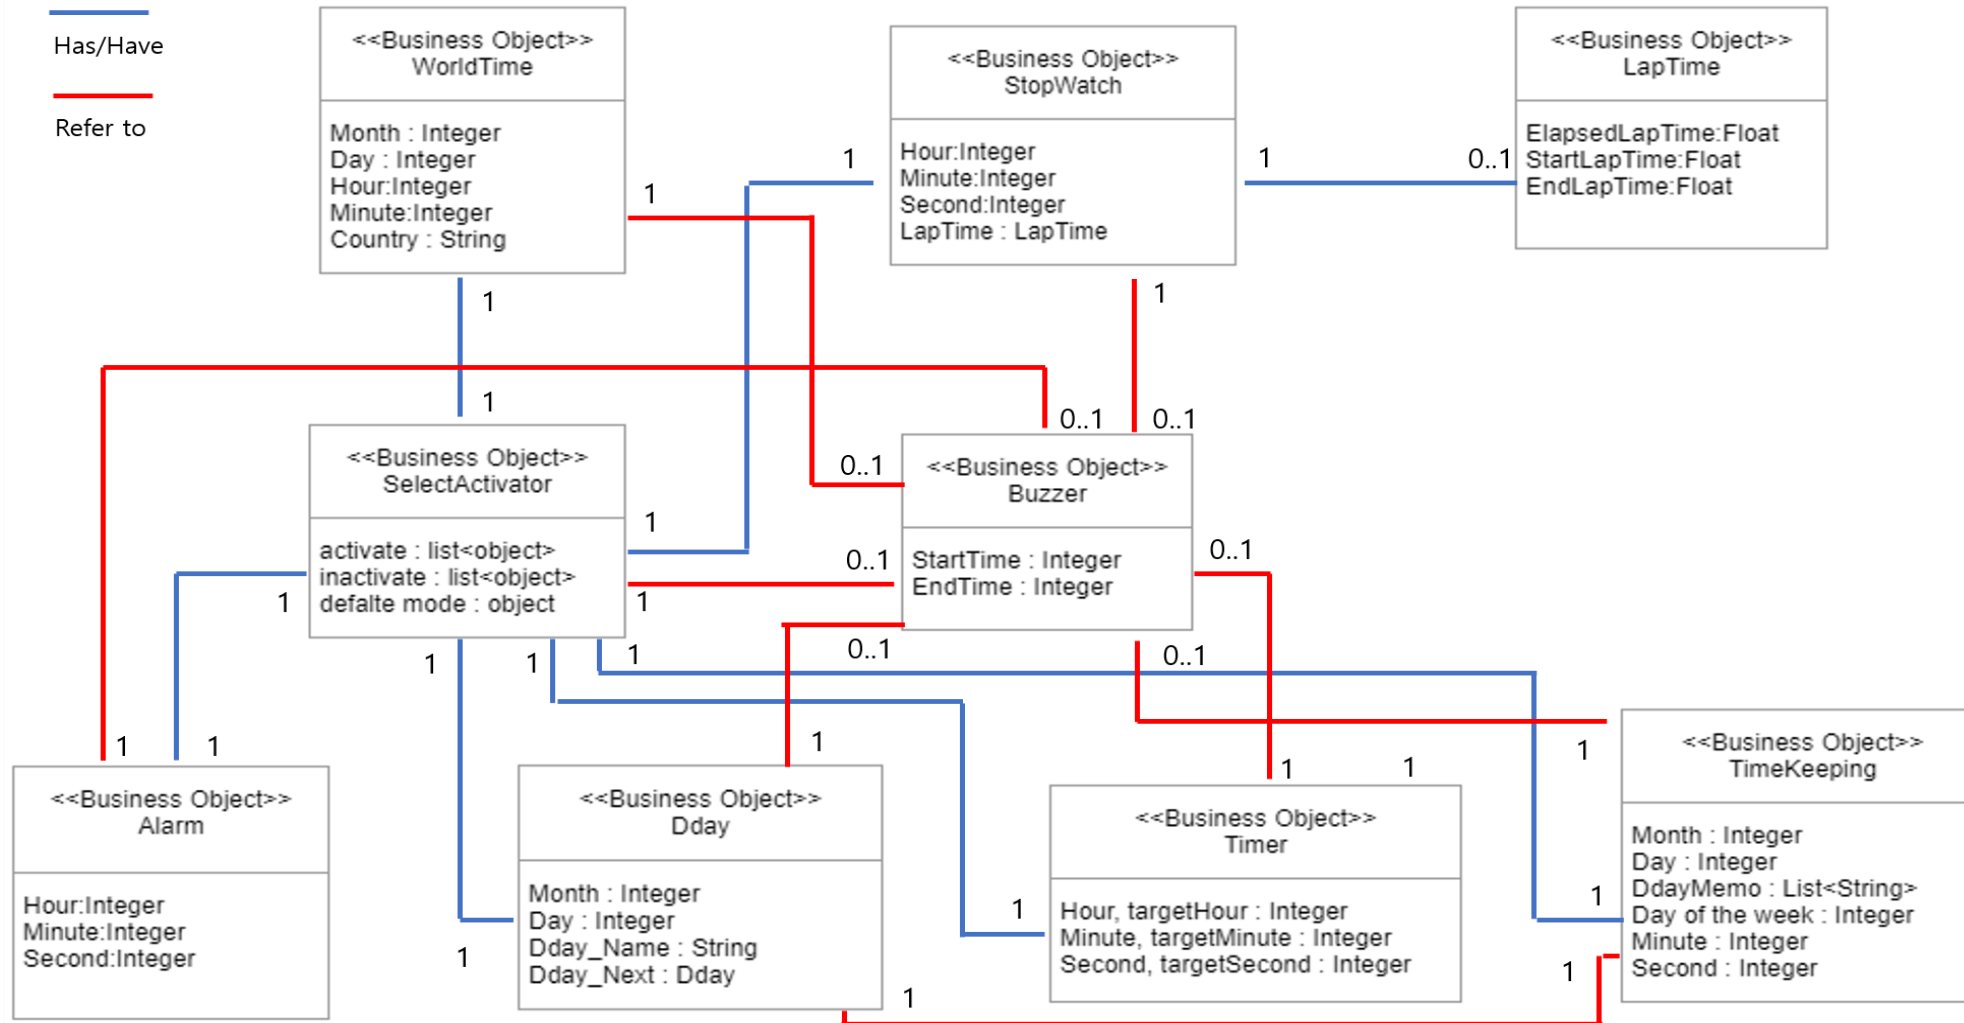 Has/Have
Refer to
<<Business Object>>
WorldTime
Month : Integer
Day : Integer
Hour:Integer
Minute:Integer
Country : String
<<Business Object>>
StopWatch
Hour:Integer
Minute:Integer
Second:Integer
LapTime : LapTime
<<Business Object>>
LapTime
ElapsedLapTime:Float
StartLapTime:Float
EndLapTime:Float
1
1
1
0..1
1
1
1
0..1
0..1
0..1
<<Business Object>>
SelectActivator
activate : list<object>
inactivate : list<object>
defalte mode : object
<<Business Object>>
Buzzer
StartTime : Integer
EndTime : Integer
1
0..1
0..1
1
1
1
1
1
0..1
0..1
1
1
1
1
1
1
<<Business Object>>
Alarm
Hour:Integer
Minute:Integer
Second:Integer
<<Business Object>>
Dday
Month : Integer
Day : Integer
Dday_Name : String
Dday_Next : Dday
<<Business Object>>
Timer
Hour, targetHour : Integer
Minute, targetMinute : Integer
Second, targetSecond : Integer
<<Business Object>>
TimeKeeping
Month : Integer
Day : Integer
DdayMemo : List<String>
Day of the week : Integer
Minute : Integer
Second : Integer
1
1
1
1
1